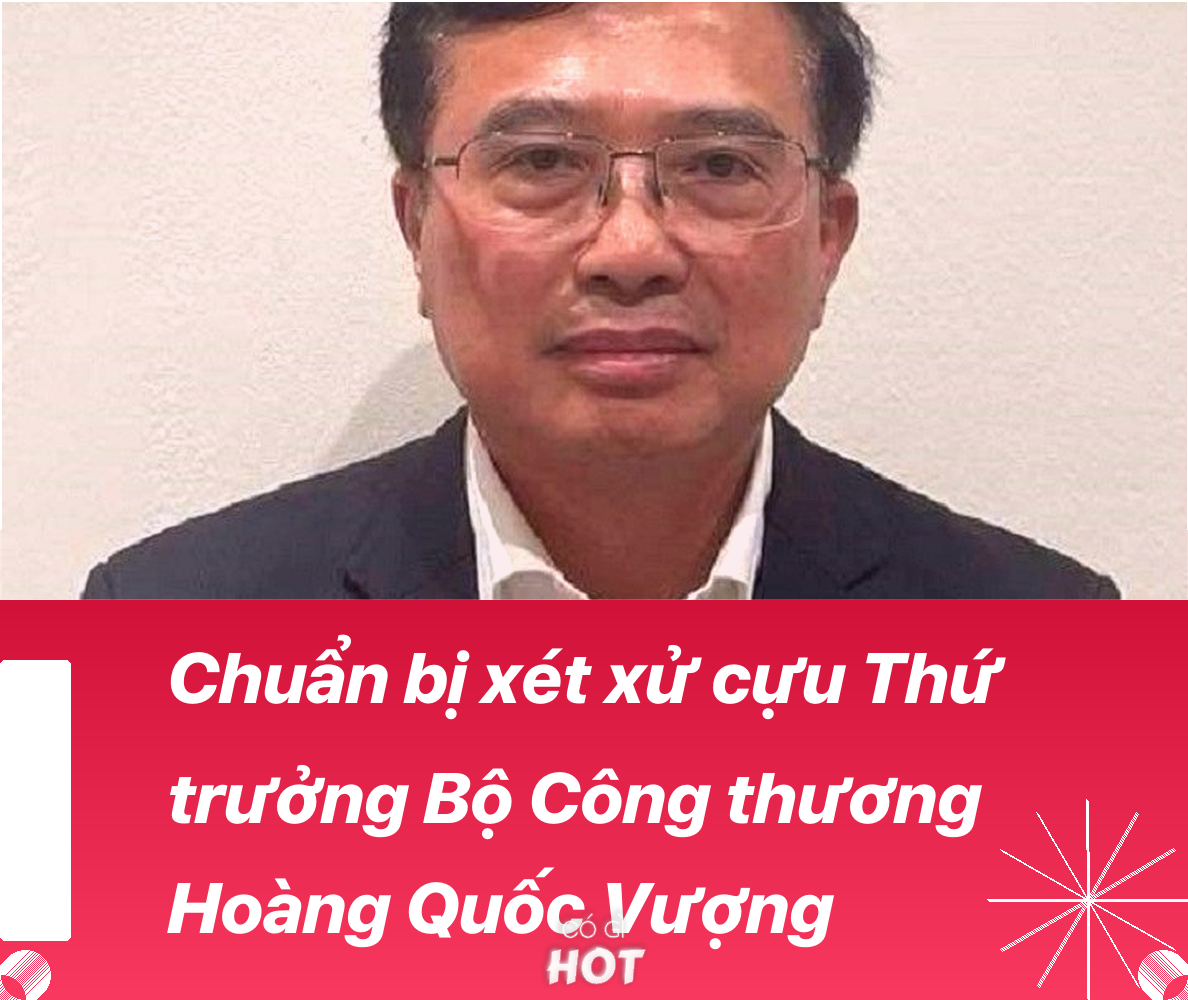 Chuẩn bị xét xử cựu Thứ
trưởng Bộ Công thương
Hoàng Quốc Vượng
CÓ GÌ
HOT